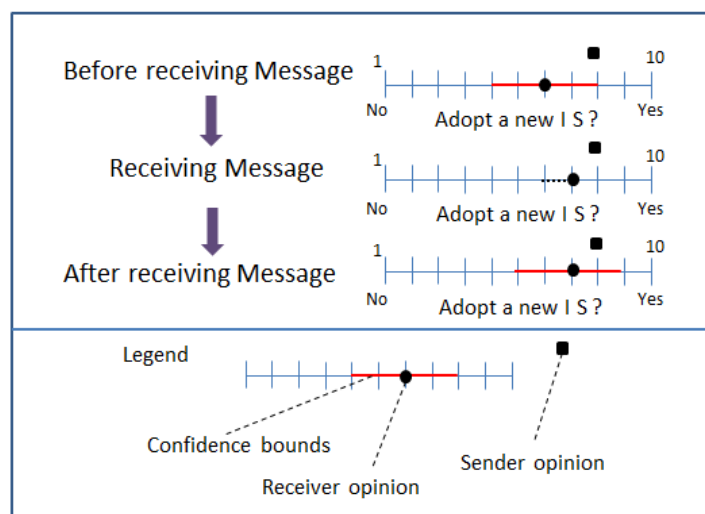 Before receiving Message
1
10
No
Yes
Adopt a new I S ?
Receiving Message
1
10
No
Yes
Adopt a new I S ?
After receiving Message
1
10
No
Yes
Adopt a new I S ?
Legend
Confidence bounds
Receiver opinion
Sender opinion